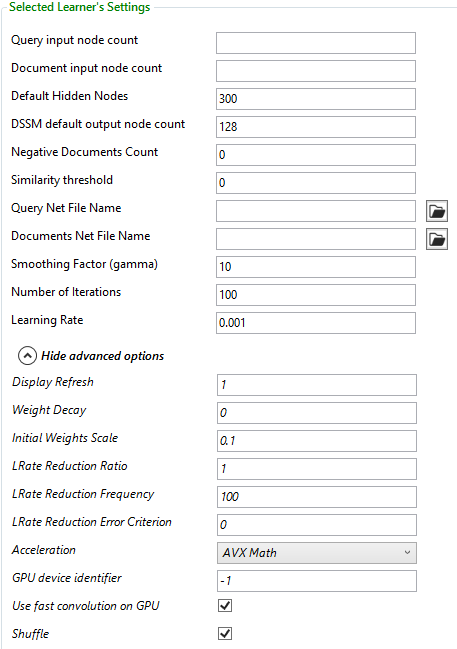 Selected Learner's Settings
Query input node count
Document input node count
Default Hidden Nodes 300
DSSM default output node count 128
Negative Documents Count 0
Similarity threshold 0
Query Net File Name
Documents Net File Name
Smoothing Factor (gamma) 10
Number of Iterations 100
Learning Rate 0.001
Hide advanced options
Display Refresh 1
Weight Decay 0
Initial Weights Scale 0.1
LRate Reduction Ratio 1
LRate Reduction Frequency 100
LRate Reduction Error Criterion 0
Acceleration AVX Math
GPU device identifier -1
Use fast convolution on GPU
Shuffle